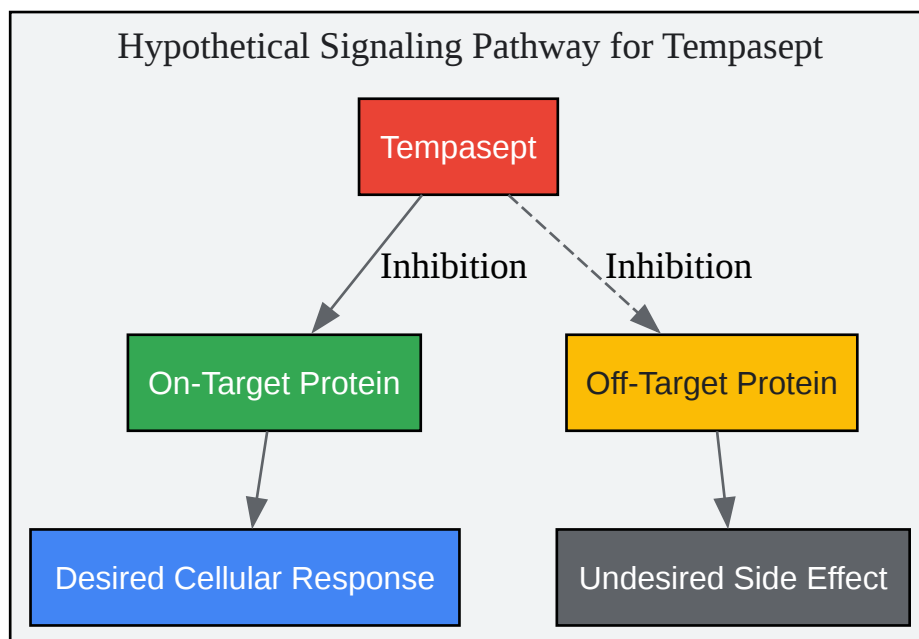 Hypothetical Signaling Pathway for Tempasept
Tempasept
Inhibition
Inhibition
On-Target Protein
Off-Target Protein
Desired Cellular Response
Undesired Side Effect